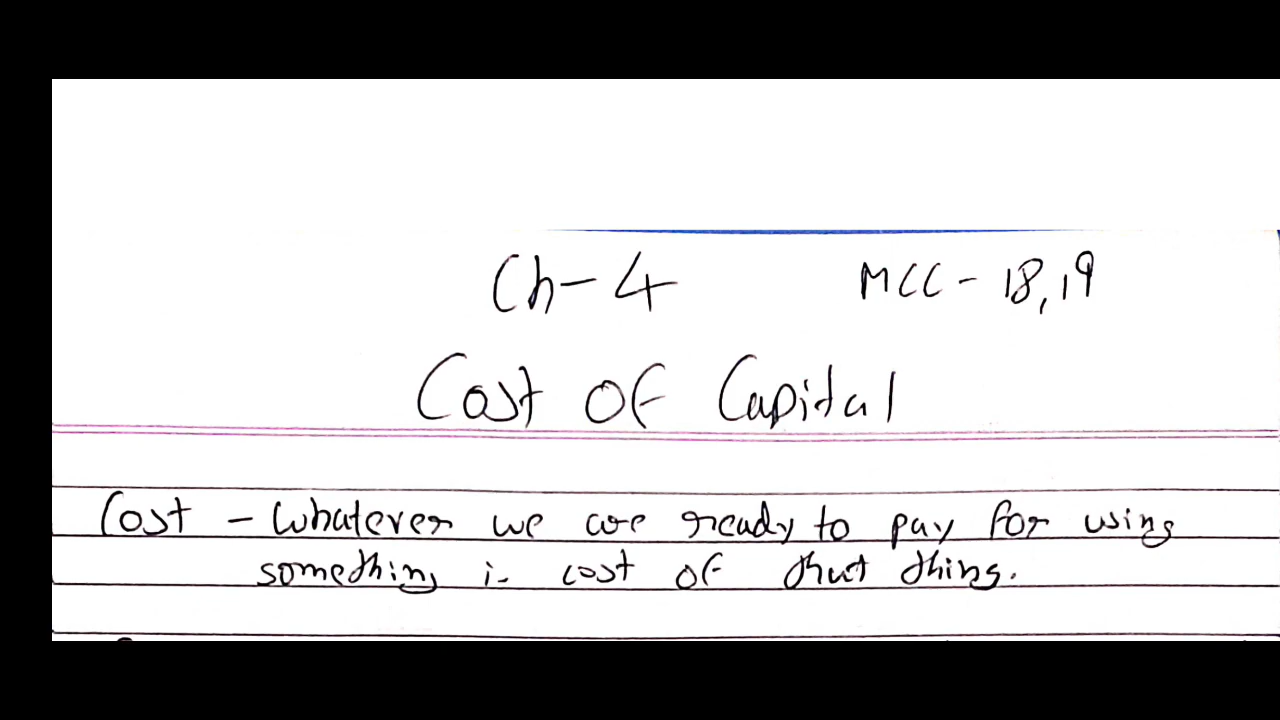 Ch-4 MCC - 18,19
Cost of Capital
Cost - Whatever we are ready to pay for using
something is cost of that thing.